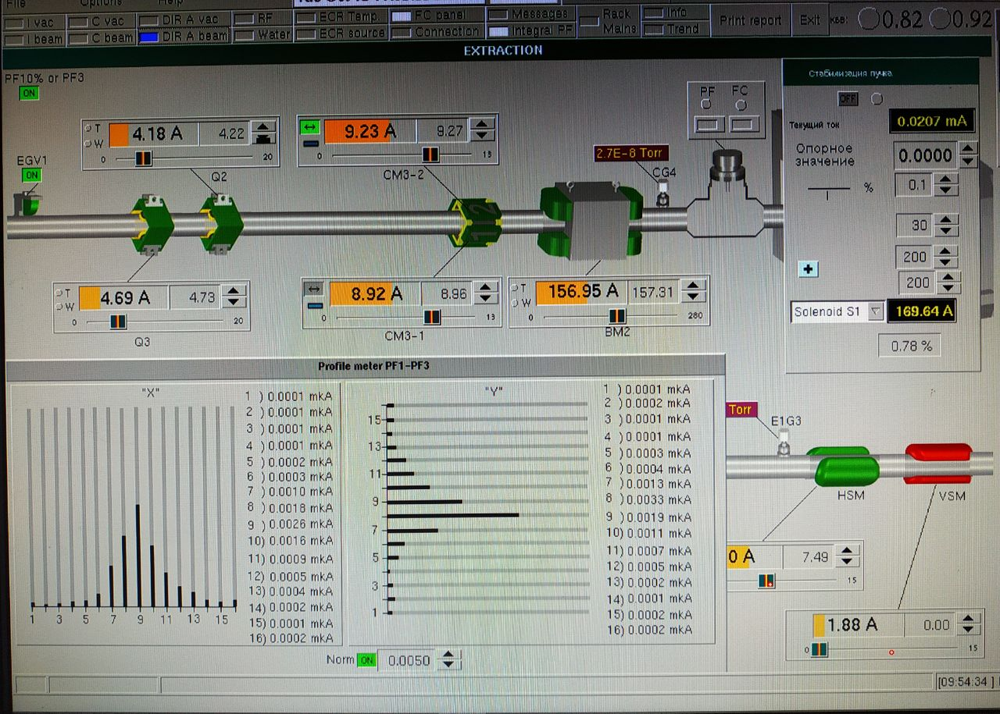 File Options Help
I vac C vac DIR A vac RF ECR Temp. FC panel Messages Rack Mains Info Print report Exit КБВ: 0.82 0.92
I beam C beam DIR A beam Water ECR source Connection Integral PF Trend
EXTRACTION
PF10% or PF3
ON
T
W
4.18 A 4.22
0 20
Q2
9.23 A 9.27
0 13
CM3-2
EGV1
ON
2.7E-6 Torr
CG4
PF FC
2
1
T
W
4.69 A 4.73
0 20
Q3
8.92 A 8.96
0 13
CM3-1
T
W
156.95 A 157.31
0 280
BM2
Стабилизация пучка
OFF
Текущий ток 0.0207 mA
Опорное
значение
0.0000
% 0.1
30
200
+
200
Solenoid S1 169.64 A
0.78 %
Profile meter PF1-PF3
"X"
1 3 5 7 9 11 13 15
1 ) 0.0001 mkA
2 ) 0.0001 mkA
3 ) 0.0001 mkA
4 ) 0.0001 mkA
5 ) 0.0002 mkA
6 ) 0.0003 mkA
7 ) 0.0010 mkA
8 ) 0.0018 mkA
9 ) 0.0026 mkA
10) 0.0016 mkA
11) 0.0009 mkA
12) 0.0005 mkA
13) 0.0004 mkA
14) 0.0002 mkA
15) 0.0001 mkA
16) 0.0002 mkA
"Y"
15
13
11
9
7
5
3
1
1 ) 0.0001 mkA
2 ) 0.0002 mkA
3 ) 0.0001 mkA
4 ) 0.0001 mkA
5 ) 0.0003 mkA
6 ) 0.0004 mkA
7 ) 0.0013 mkA
8 ) 0.0033 mkA
9 ) 0.0019 mkA
10) 0.0011 mkA
11) 0.0007 mkA
12) 0.0005 mkA
13) 0.0002 mkA
14) 0.0001 mkA
15) 0.0002 mkA
16) 0.0002 mkA
Norm ON 0.0050
Torr
E1G3
HSM
VSM
0 A 7.49
15
1.88 A 0.00
0 15
[09:54:34]